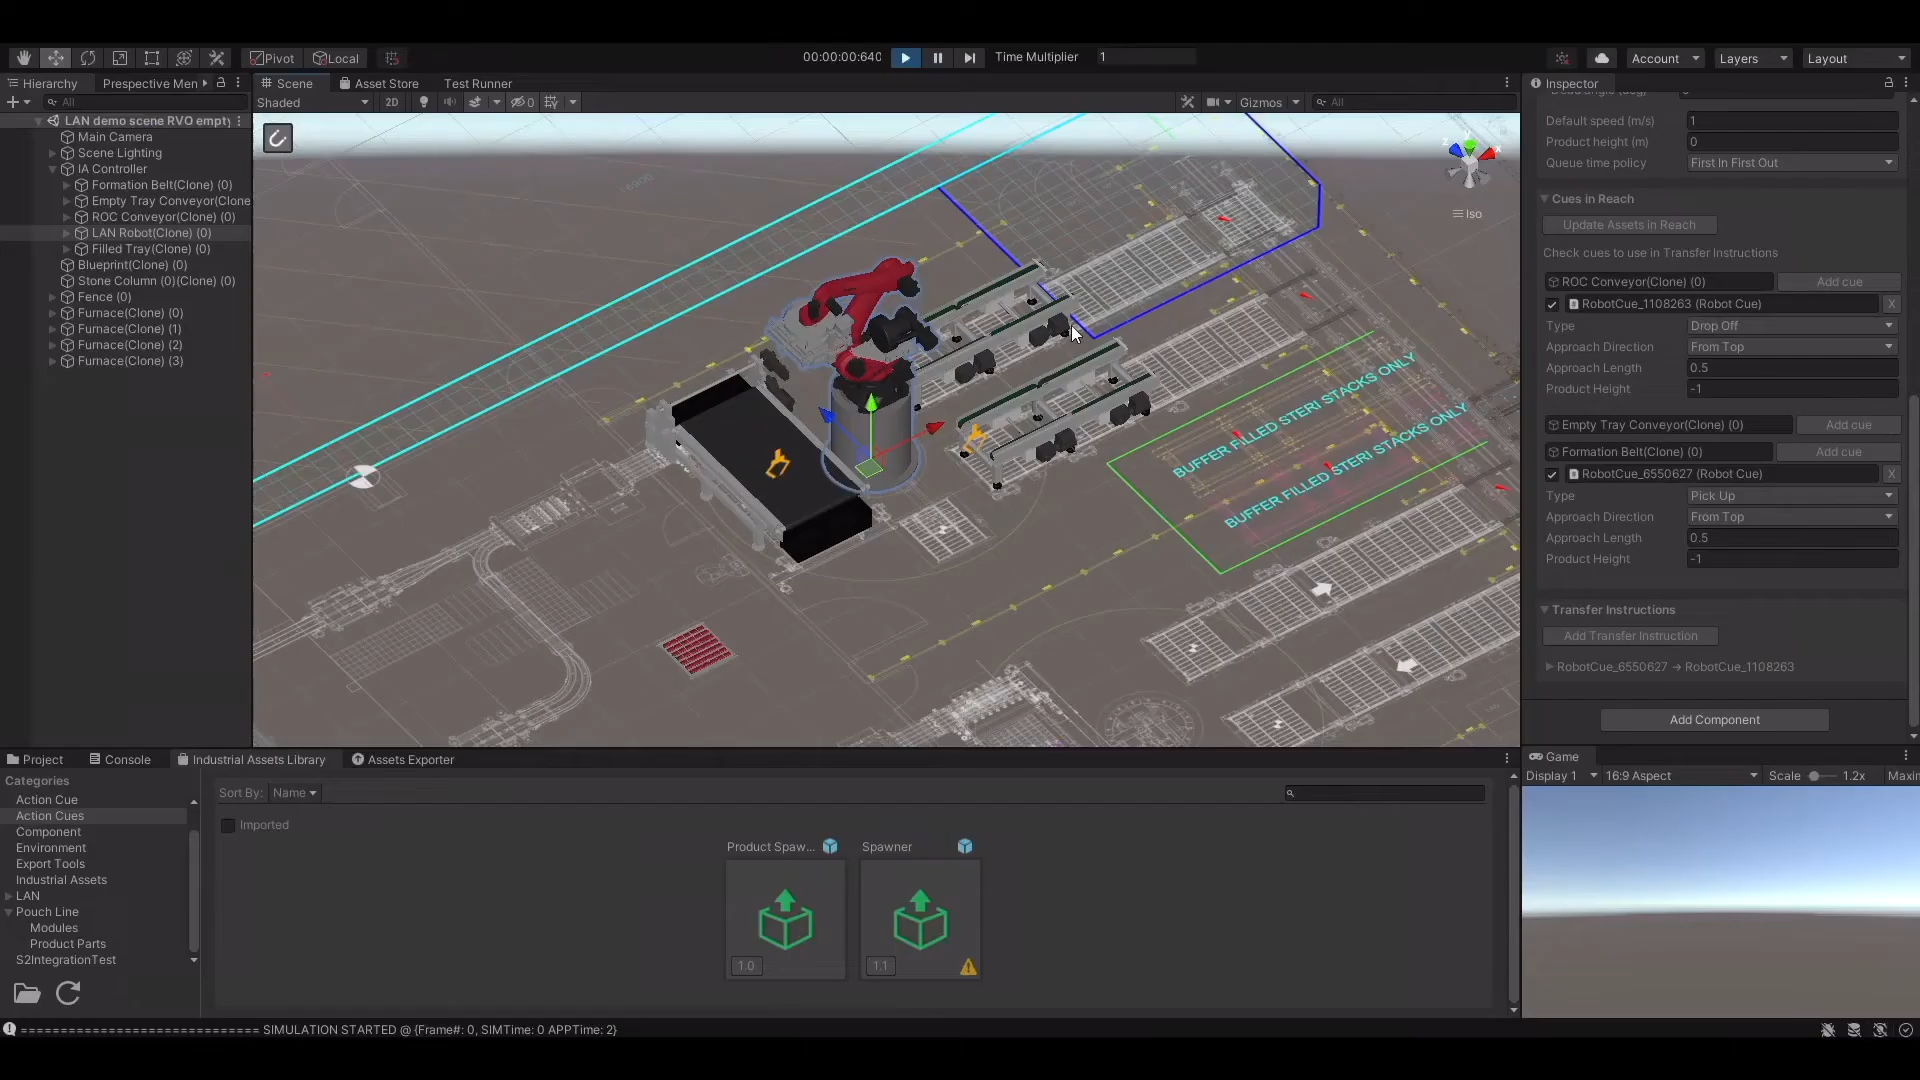 Pivot
Local
00:00:00:640
Time Multiplier
1
Account
Layers
Layout
Hierarchy
Perspective Men
All
LAN demo scene RVO empty
Main Camera
Scene Lighting
IA Controller
Formation Belt(Clone) (0)
Empty Tray Conveyor(Clone
ROC Conveyor(Clone) (0)
LAN Robot(Clone) (0)
Filled Tray(Clone) (0)
Blueprint(Clone) (0)
Stone Column (0)(Clone) (0)
Fence (0)
Furnace(Clone) (0)
Furnace(Clone) (1)
Furnace(Clone) (2)
Furnace(Clone) (3)
Scene
Asset Store
Test Runner
Shaded
2D
0
Gizmos
All
Iso
BUFFER FILLED STERI STACKS ONLY
BUFFER FILLED STERI STACKS ONLY
Inspector
Default speed (m/s)
1
Product height (m)
0
Queue time policy
First In First Out
Cues in Reach
Update Assets in Reach
Check cues to use in Transfer Instructions
ROC Conveyor(Clone) (0)
Add cue
RobotCue_1108263 (Robot Cue)
X
Type
Drop Off
Approach Direction
From Top
Approach Length
0.5
Product Height
-1
Empty Tray Conveyor(Clone) (0)
Add cue
Formation Belt(Clone) (0)
Add cue
RobotCue_6550627 (Robot Cue)
X
Type
Pick Up
Approach Direction
From Top
Approach Length
0.5
Product Height
-1
Transfer Instructions
Add Transfer Instruction
RobotCue_6550627 → RobotCue_1108263
Add Component
Project
Console
Industrial Assets Library
Assets Exporter
Categories
Action Cue
Action Cues
Component
Environment
Export Tools
Industrial Assets
LAN
Pouch Line
Modules
Product Parts
S2IntegrationTest
Sort By:
Name
Imported
Product Spaw...
Spawner
1.0
1.1
Game
Display 1
16:9 Aspect
Scale
1.2x
Maxin
============================= SIMULATION STARTED @ {Frame#: 0, SIMTime: 0 APPTime: 2}